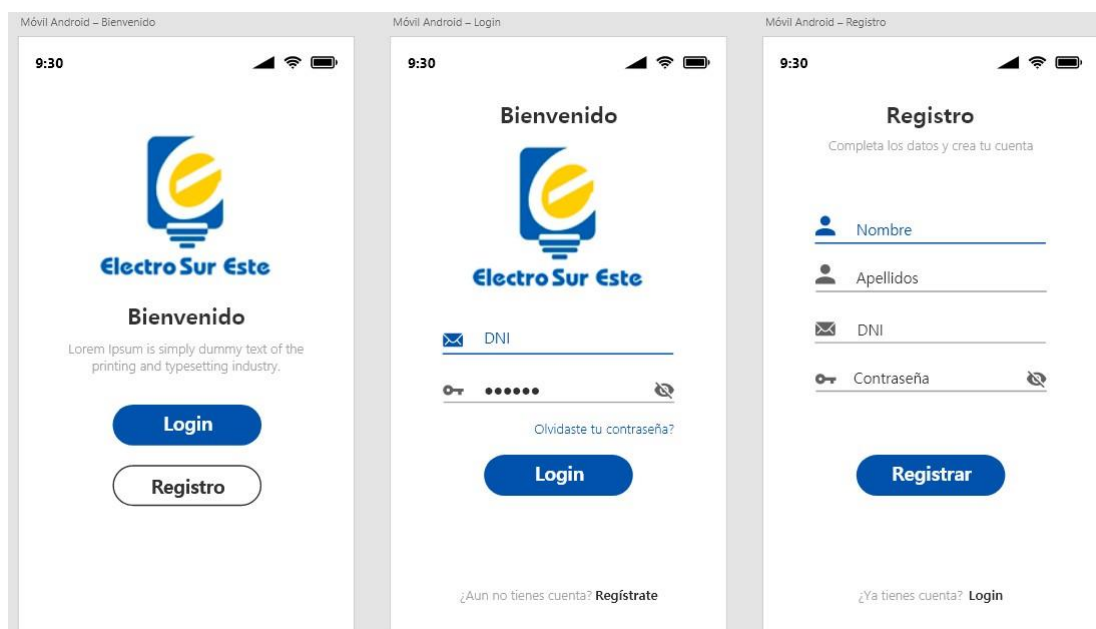 Móvil Android – Bienvenido
9:30
Electro Sur Este
Bienvenido
Lorem Ipsum is simply dummy text of the
printing and typesetting industry.
Login
Registro
Móvil Android – Login
9:30
Bienvenido
Electro Sur Este
DNI
Olvidaste tu contraseña?
Login
¿Aun no tienes cuenta? Regístrate
Móvil Android – Registro
9:30
Registro
Completa los datos y crea tu cuenta
Nombre
Apellidos
DNI
Contraseña
Registrar
¿Ya tienes cuenta? Login